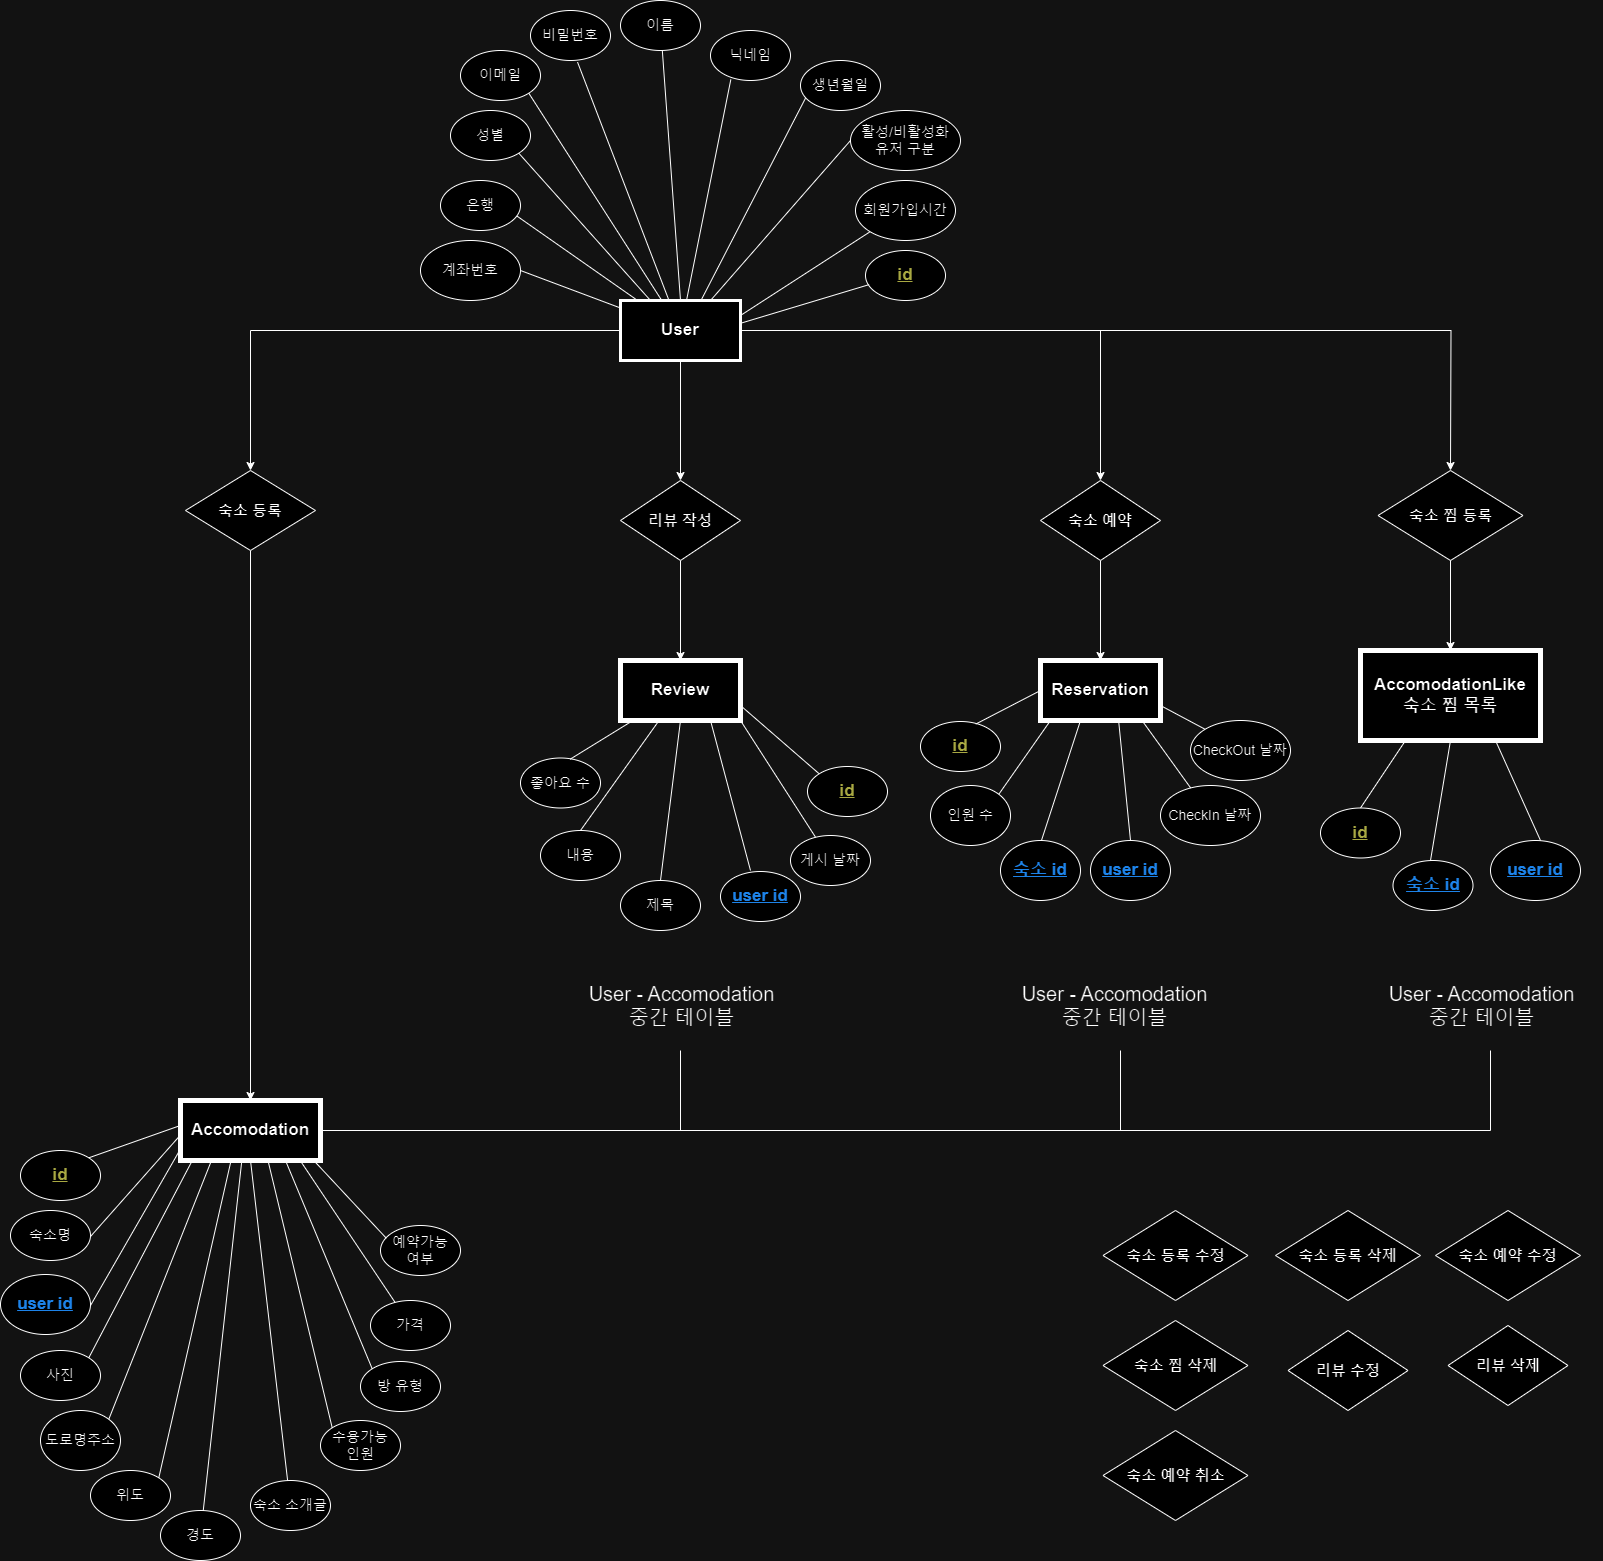 이름
비밀번호
닉네임
이메일
생년월일
성별
활성/비활성화
유저 구분
은행
회원가입시간
계좌번호
id
User
숙소 등록
리뷰 작성
숙소 예약
숙소 찜 등록
Review
Reservation
AccomodationLike
숙소 찜 목록
좋아요 수
내용
제목
user id
게시 날짜
id
id
인원 수
숙소 id
user id
CheckIn 날짜
CheckOut 날짜
id
숙소 id
user id
User - Accomodation
중간 테이블
User - Accomodation
중간 테이블
User - Accomodation
중간 테이블
Accomodation
id
숙소명
user id
사진
도로명주소
위도
경도
숙소 소개글
수용가능
인원
방 유형
가격
예약가능
여부
숙소 등록 수정
숙소 등록 삭제
숙소 예약 수정
숙소 찜 삭제
리뷰 수정
리뷰 삭제
숙소 예약 취소